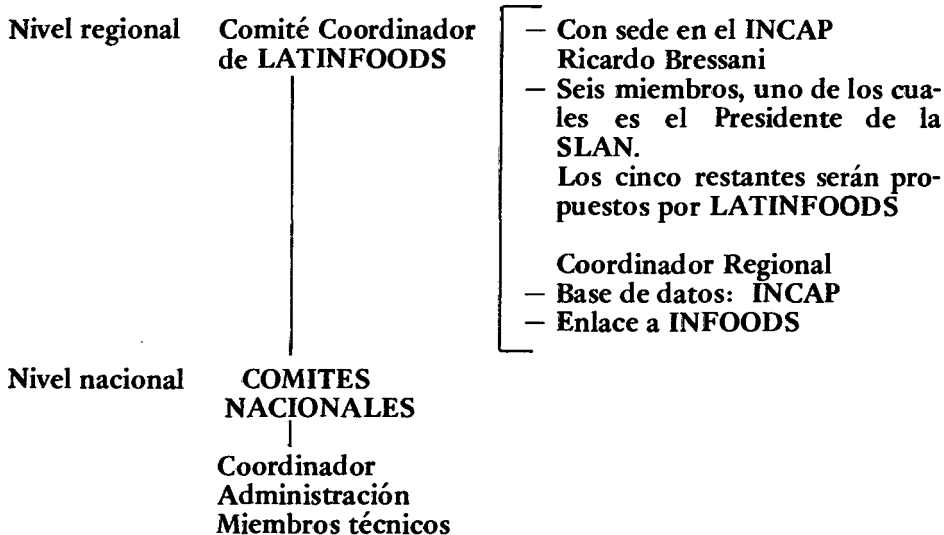 Nivel regional Comité Coordinador de LATINFOODS
— Con sede en el INCAP
Ricardo Bressani
— Seis miembros, uno de los cua-
les es el Presidente de la
SLAN.
Los cinco restantes serán pro-
puestos por LATINFOODS
Coordinador Regional
— Base de datos: INCAP
— Enlace a INFOODS
Nivel nacional COMITES
NACIONALES
Coordinador
Administración
Miembros técnicos